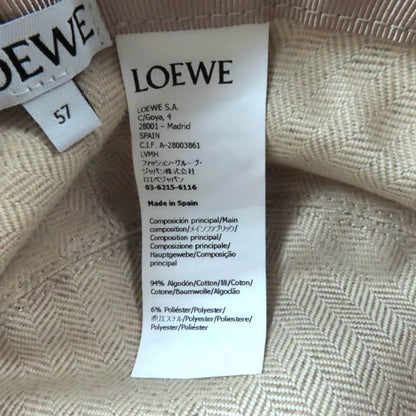 LOEWE
57
LOEWE
LOEWE S.A.
C/Goya, 4
28001 - Madrid
SPAIN
C.I.F. A-28003861
LVMH
ファッション・グループ・
ジャパン株式会社
ロエベジャパン
03-6215-6116
Made in Spain
Composición principal/Main
composition/メインファブリック/
Composition principale/
Composizione principale/
Hauptgewebe/Composição
principal
94% Algodón/Cotton/綿/Coton/
Cotone/Baumwolle/Algodão
6% Poliéster/Polyester/
ポリエステル/Polyester/Poliestere/
Polyester/Poliéster